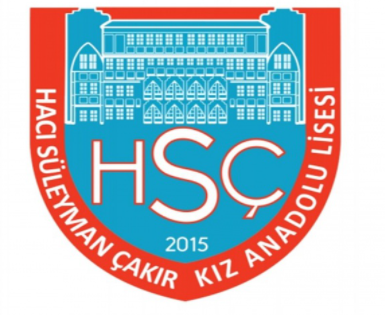 HSÇ
2015
HACI SÜLEYMAN ÇAKIR KIZ ANADOLU LİSESİ